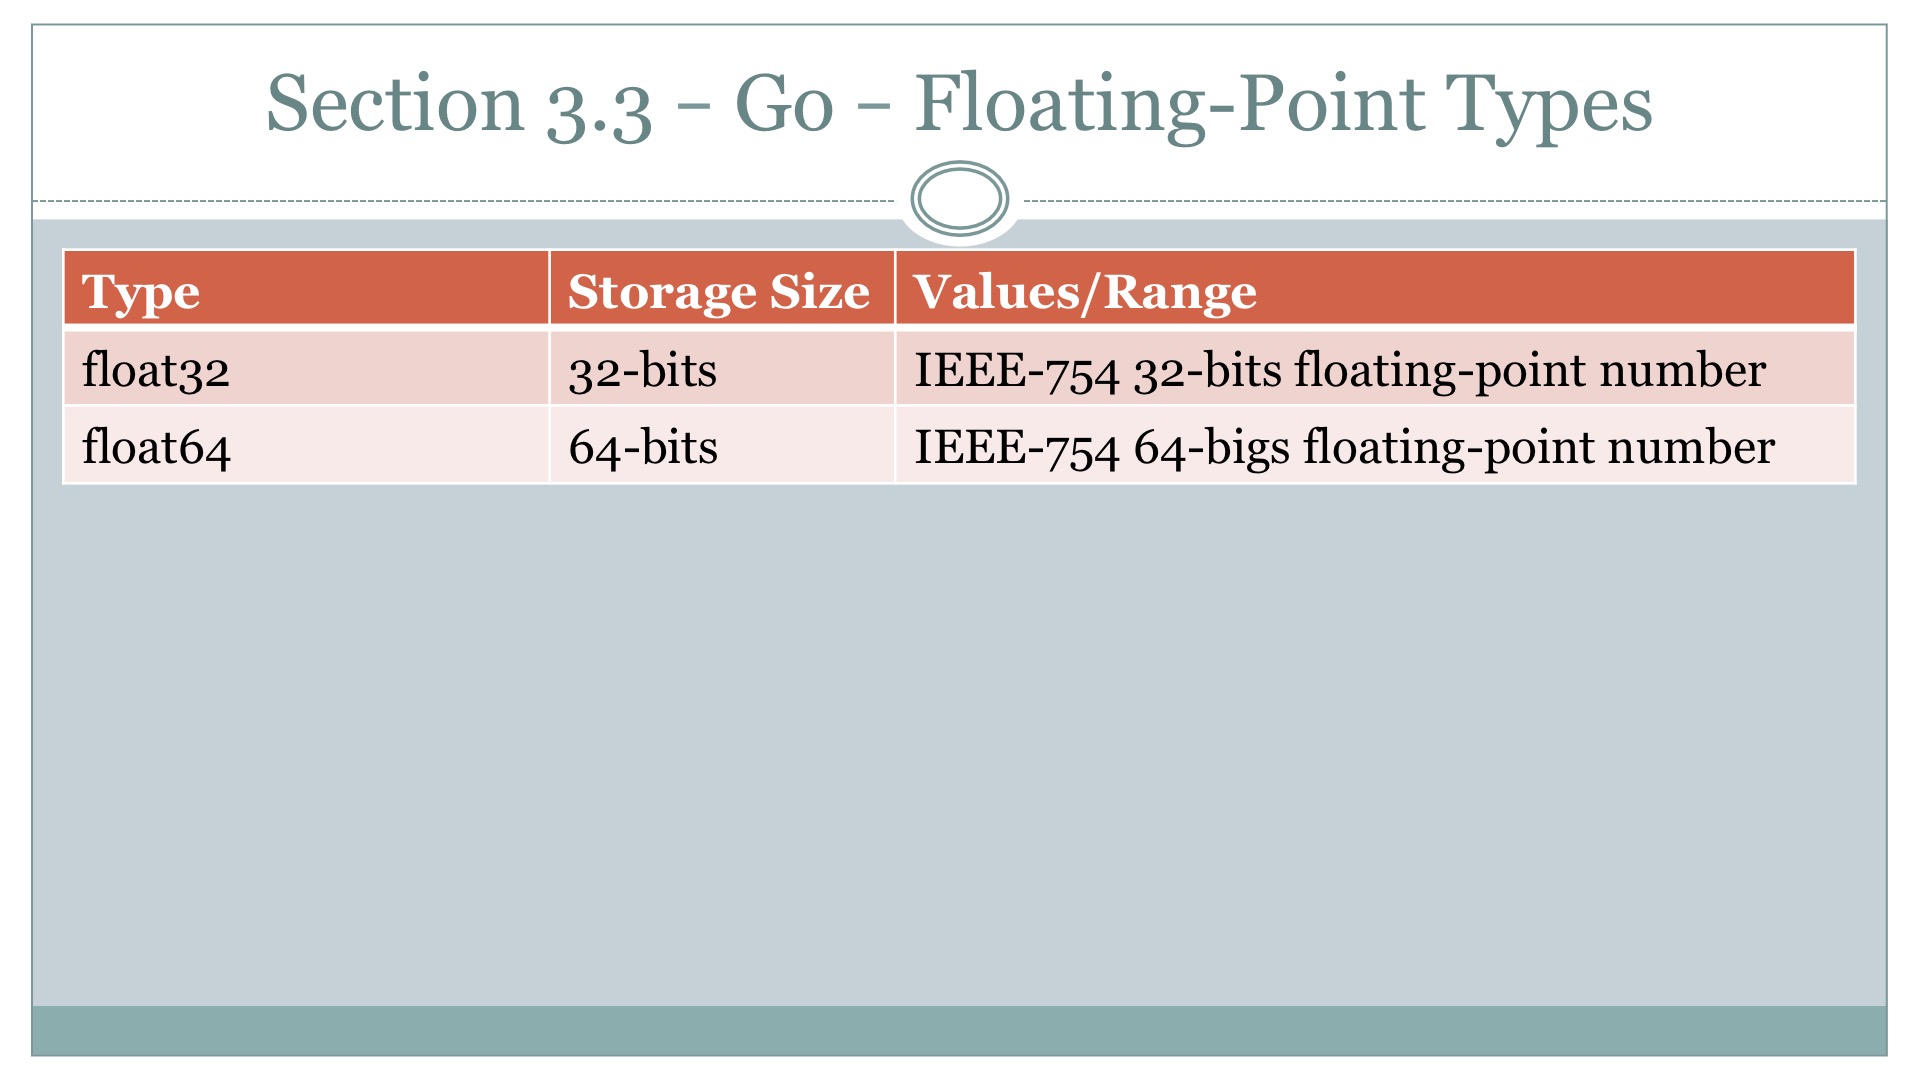 Section 3.3 – Go – Floating-Point Types
Type Storage Size Values/Range
float32 32-bits IEEE-754 32-bits floating-point number
float64 64-bits IEEE-754 64-bigs floating-point number